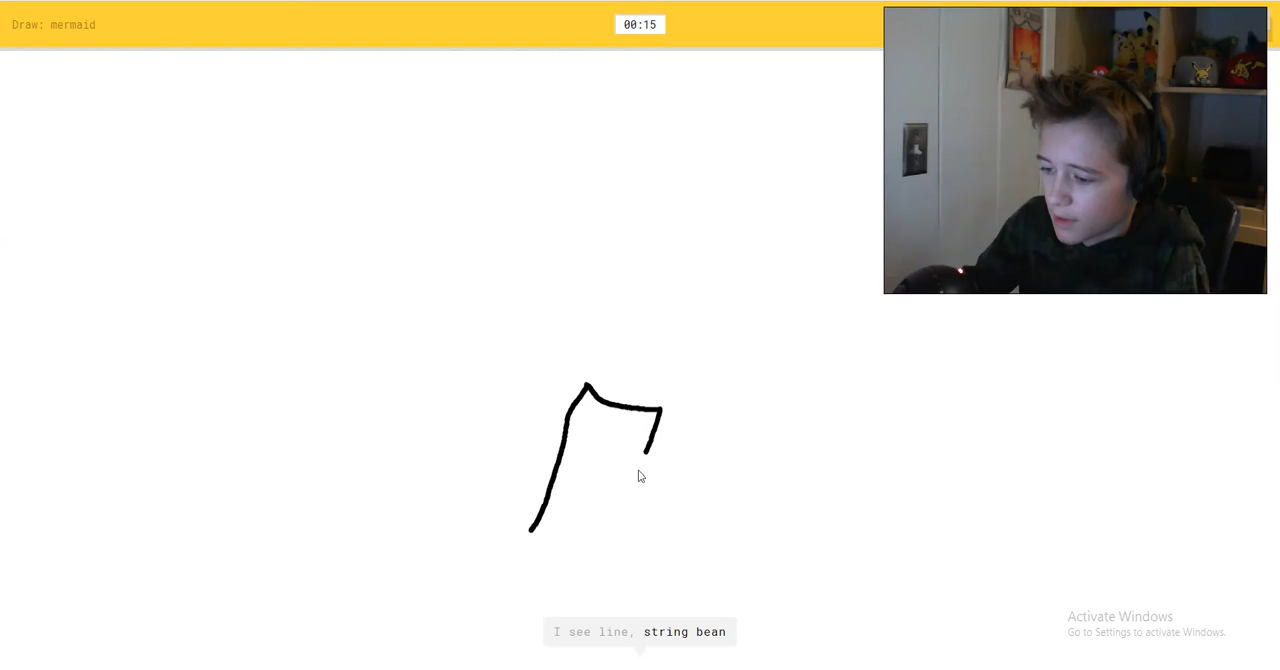 Draw: mermaid
00:15
I see line, string bean
Activate Windows
Go to Settings to activate Windows.